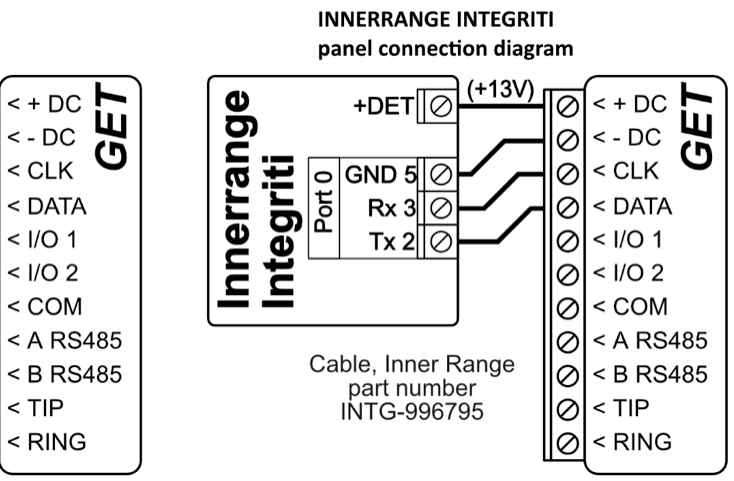 INNERRANGE INTEGRITI
panel connection diagram
< + DC
< - DC
< CLK
< DATA
< I/O 1
< I/O 2
< COM
< A RS485
< B RS485
< TIP
< RING
GET
Innerrange
Integriti
+DET
(+13V)
Port 0
GND 5
Rx 3
Tx 2
Cable, Inner Range
part number
INTG-996795
< + DC
< - DC
< CLK
< DATA
< I/O 1
< I/O 2
< COM
< A RS485
< B RS485
< TIP
< RING
GET